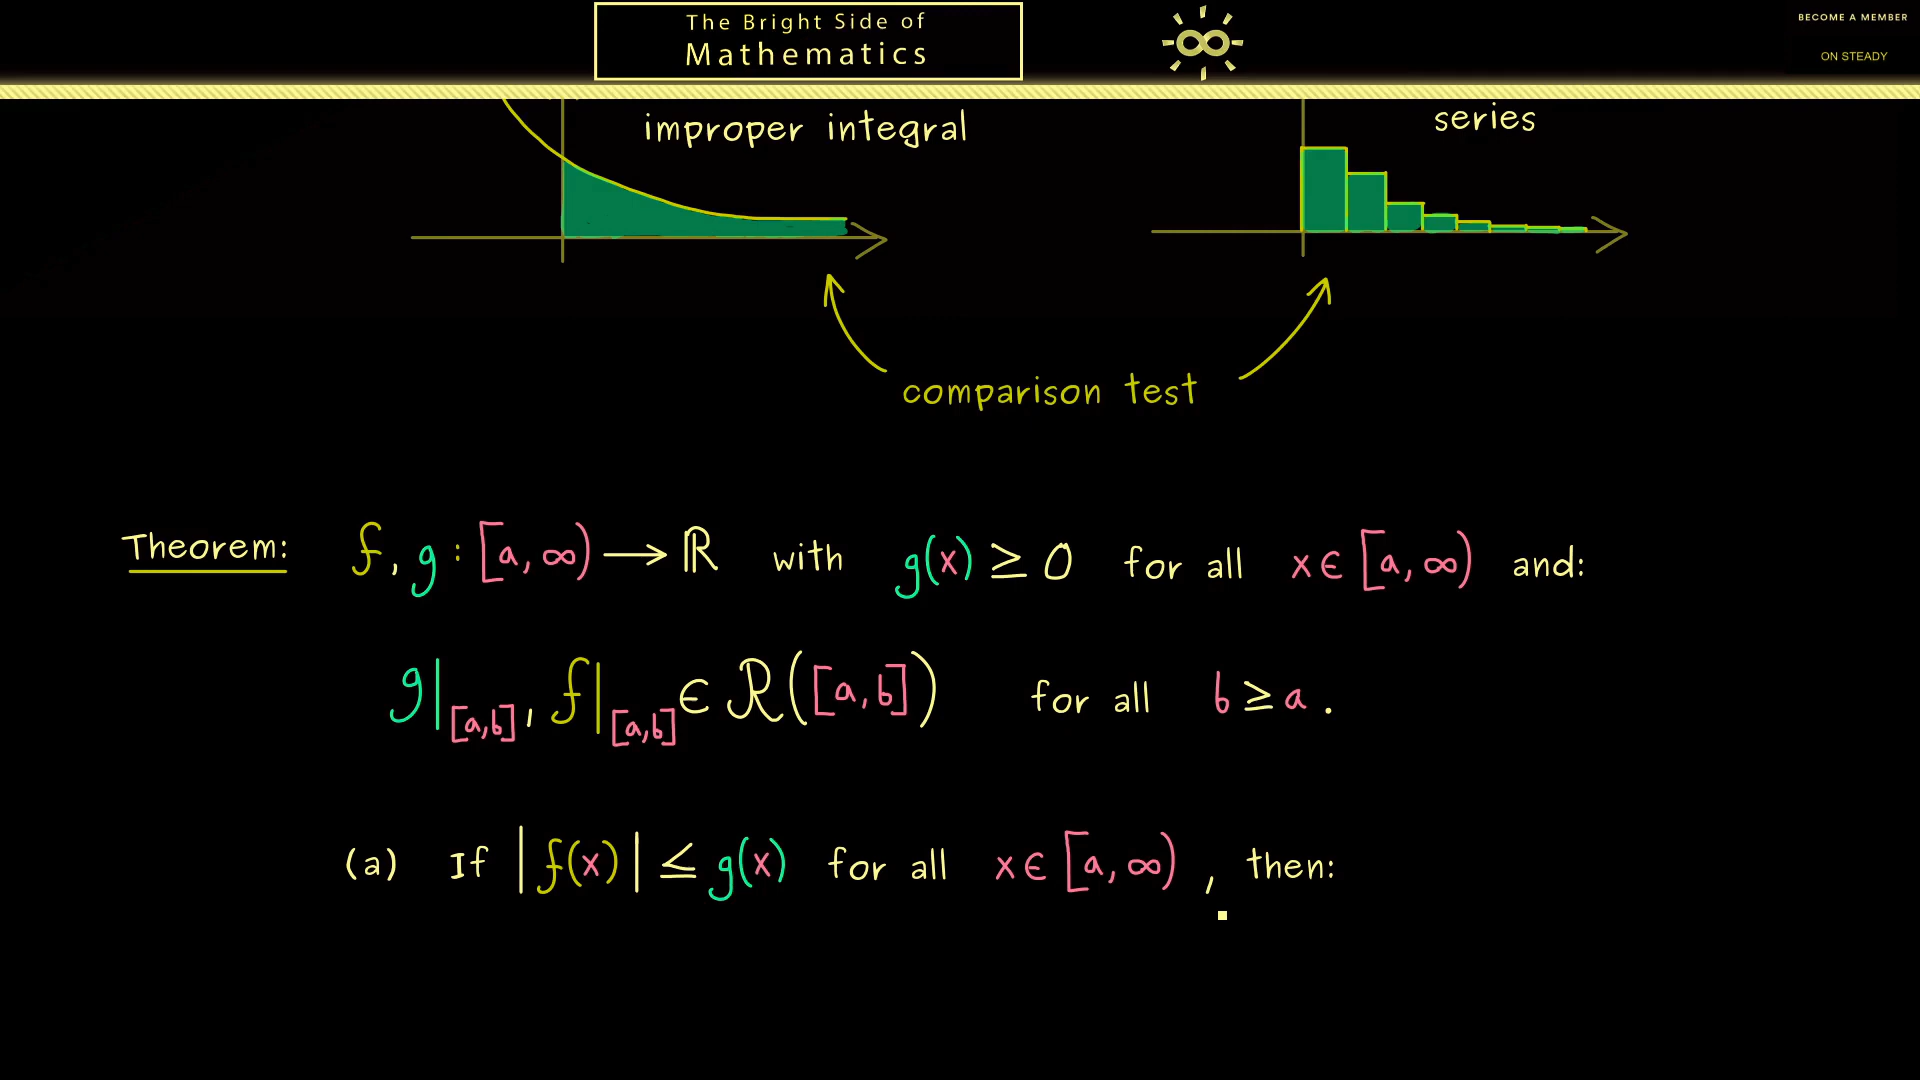 The Bright Side of
Mathematics
BECOME A MEMBER
ON STEADY
improper integral
series
comparison test
Theorem: f, g : [a, ∞) ⟶ ℝ with g(x) ≥ 0 for all x ∈ [a, ∞) and:
g|[a,b], f|[a,b] ∈ ℛ([a,b]) for all b ≥ a.
(a) If |f(x)| ≤ g(x) for all x ∈ [a, ∞), then: